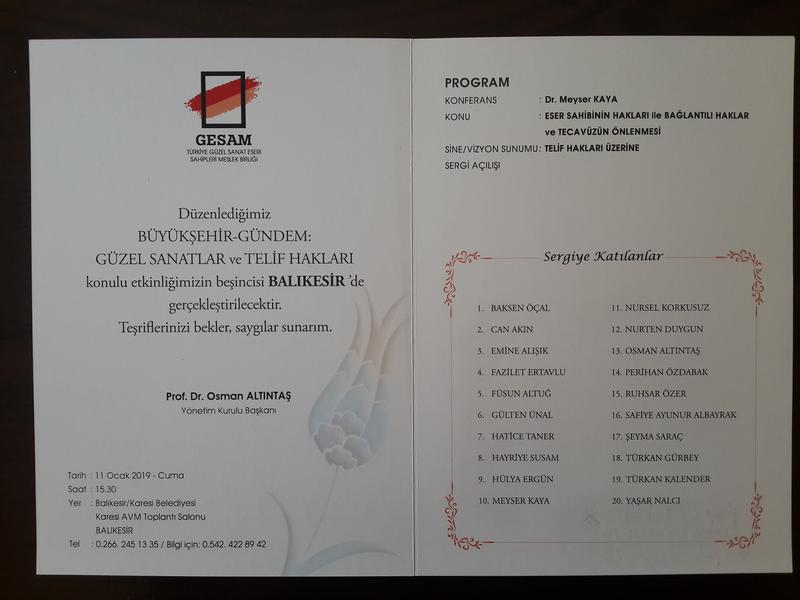 GESAM
TÜRKİYE GÜZEL SANAT ESERİ
SAHİPLERİ MESLEK BİRLİĞİ
Düzenlediğimiz
BÜYÜKŞEHİR-GÜNDEM:
GÜZEL SANATLAR ve TELİF HAKLARI
konulu etkinliğimizin beşincisi BALIKESİR 'de
gerçekleştirilecektir.
Teşriflerinizi bekler, saygılar sunarım.
Prof. Dr. Osman ALTINTAŞ
Yönetim Kurulu Başkanı
Tarih : 11 Ocak 2019 - Cuma
Saat : 15.30
Yer : Balıkesir/Karesi Belediyesi
Karesi AVM Toplantı Salonu
BALIKESİR
Tel : 0.266. 245 13 35 / Bilgi için: 0.542. 422 89 42
PROGRAM
KONFERANS : Dr. Meyser KAYA
KONU : ESER SAHİBİNİN HAKLARI ile BAĞLANTILI HAKLAR
ve TECAVÜZÜN ÖNLENMESİ
SİNE/VİZYON SUNUMU: TELİF HAKLARI ÜZERİNE
SERGİ AÇILIŞI
Sergiye Katılanlar
1. BAKSEN ÖÇAL
2. CAN AKIN
3. EMİNE ALIŞIK
4. FAZİLET ERTAVLU
5. FÜSUN ALTUĞ
6. GÜLTEN ÜNAL
7. HATİCE TANER
8. HAYRİYE SUSAM
9. HÜLYA ERGÜN
10. MEYSER KAYA
11. NURSEL KORKUSUZ
12. NURTEN DUYGUN
13. OSMAN ALTINTAŞ
14. PERİHAN ÖZDABAK
15. RUHSAR ÖZER
16. SAFİYE AYUNUR ALBAYRAK
17. ŞEYMA SARAÇ
18. TÜRKAN GÜRBEY
19. TÜRKAN KALENDER
20. YAŞAR NALCI